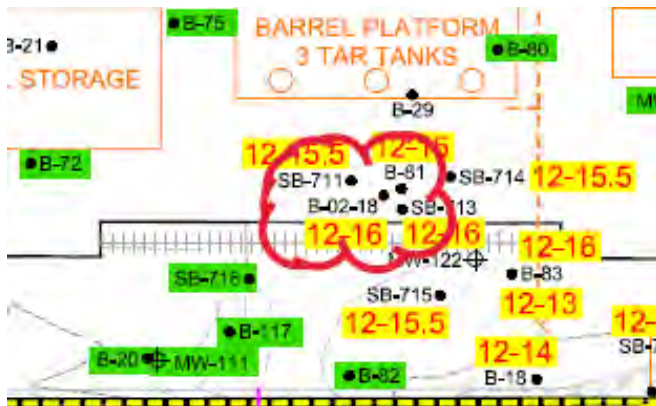 B-75
BARREL PLATFORM
3 TAR TANKS
B-21
B-80
STORAGE
B-29
B-72
12-15.5
12-15
B-61
SB-711
SB-714
12-15.5
B-02-18
SB-713
12-16
12-16
12-16
MW-122
B-83
SB-716
SB-715
12-13
12-15.5
B-117
12-14
B-20
MW-111
B-82
B-18